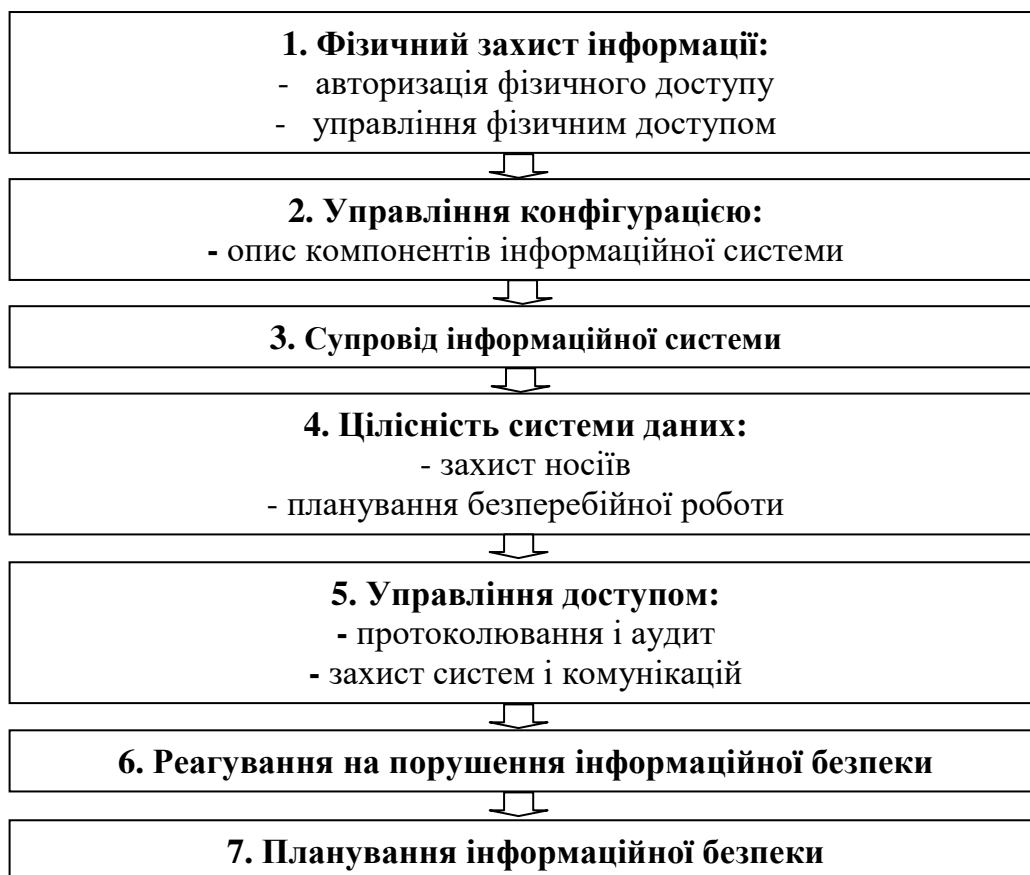 1. Фізичний захист інформації:
- авторизація фізичного доступу
- управління фізичним доступом
2. Управління конфігурацією:
- опис компонентів інформаційної системи
3. Супровід інформаційної системи
4. Цілісність системи даних:
- захист носіїв
- планування безперебійної роботи
5. Управління доступом:
- протоколювання і аудит
- захист систем і комунікацій
6. Реагування на порушення інформаційної безпеки
7. Планування інформаційної безпеки